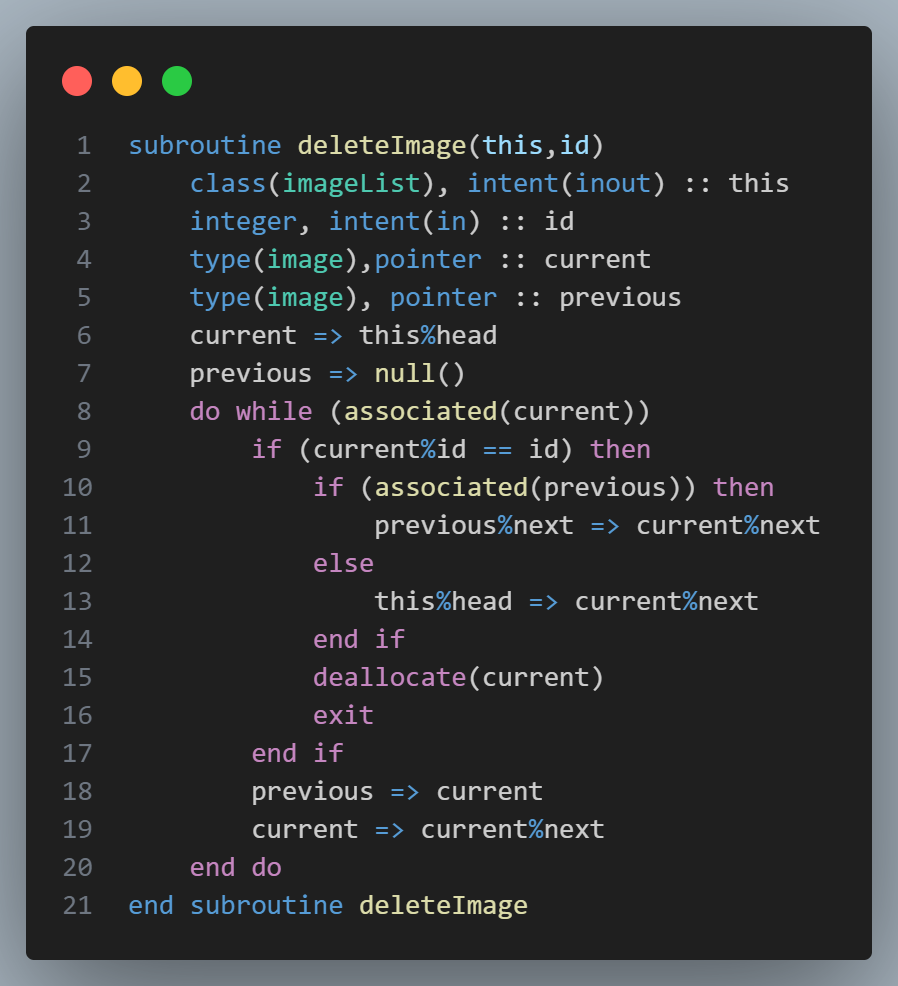 1 subroutine deleteImage(this,id)
2     class(imageList), intent(inout) :: this
3     integer, intent(in) :: id
4     type(image),pointer :: current
5     type(image), pointer :: previous
6     current => this%head
7     previous => null()
8     do while (associated(current))
9         if (current%id == id) then
10             if (associated(previous)) then
11                 previous%next => current%next
12             else
13                 this%head => current%next
14             end if
15             deallocate(current)
16             exit
17         end if
18         previous => current
19         current => current%next
20     end do
21 end subroutine deleteImage